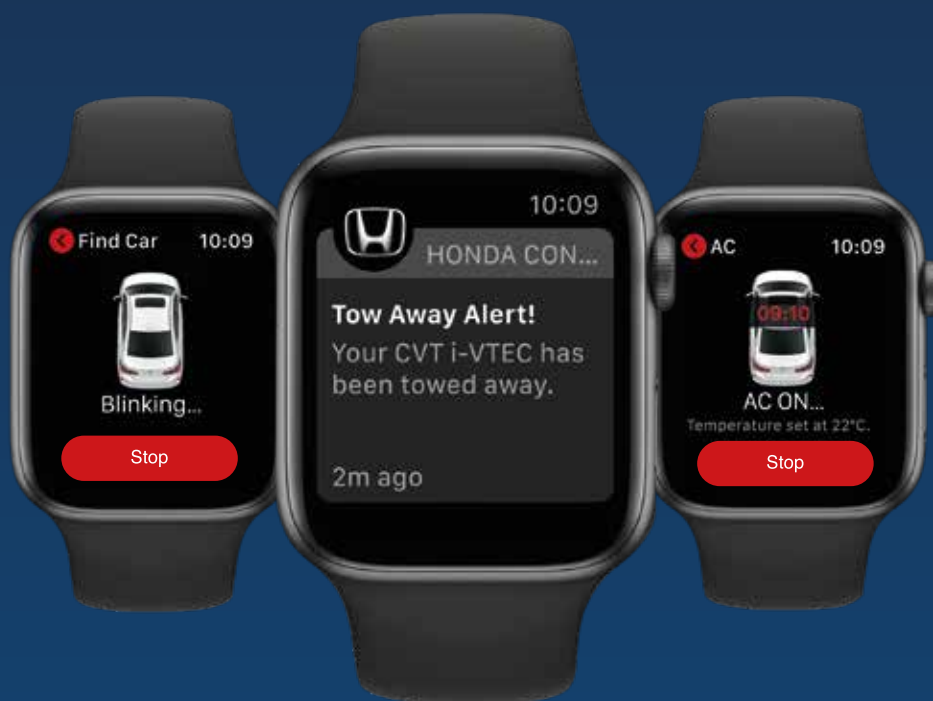 Find Car 10:09
Blinking...
Stop
10:09
HONDA CON...
Tow Away Alert!
Your CVT i-VTEC has
been towed away.
2m ago
AC 10:09
09:10
AC ON...
Temperature set at 22°C.
Stop